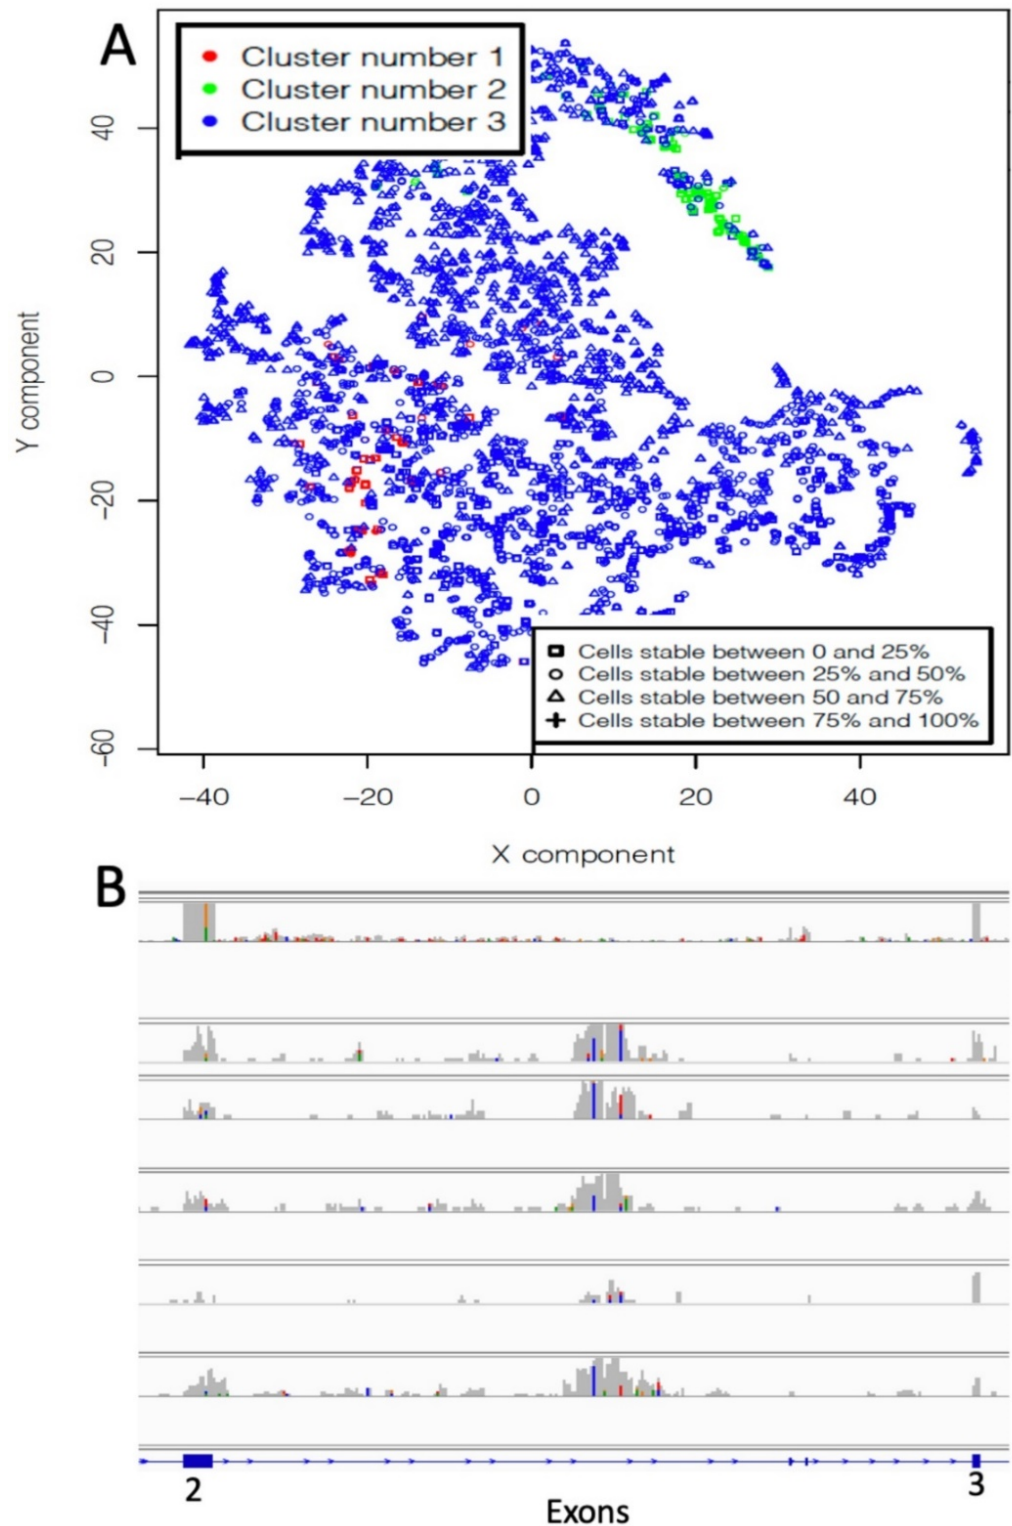 A
Cluster number 1
Cluster number 2
Cluster number 3
40
20
0
−20
−40
−60
Y component
Cells stable between 0 and 25%
Cells stable between 25% and 50%
Cells stable between 50 and 75%
Cells stable between 75% and 100%
−40
−20
0
20
40
X component
B
2
3
Exons